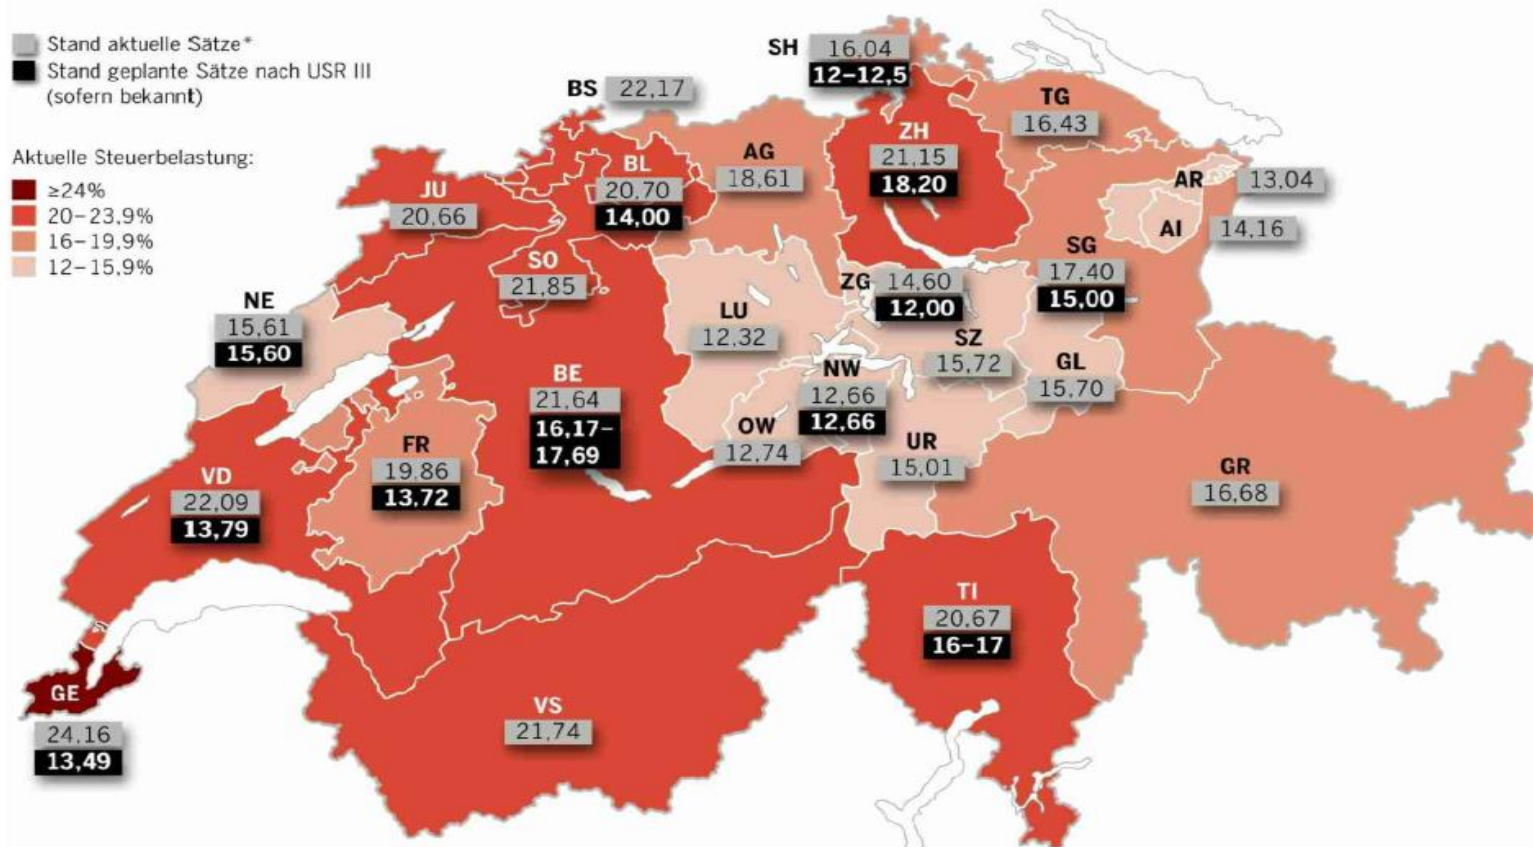 Stand aktuelle Sätze*
Stand geplante Sätze nach USR III
(sofern bekannt)
Aktuelle Steuerbelastung:
≥24%
20–23,9%
16–19,9%
12–15,9%
SH 16,04
12–12,5
BS 22,17
TG
16,43
ZH
21,15
18,20
AG
18,61
BL
20,70
14,00
JU
20,66
AR 13,04
AI 14,16
SO
21,85
SG
17,40
15,00
ZG 14,60
12,00
NE
15,61
15,60
LU
12,32
SZ
15,72
GL
15,70
NW
12,66
12,66
BE
21,64
16,17–
17,69
OW
12,74
UR
15,01
FR
19,86
13,72
GR
16,68
VD
22,09
13,79
TI
20,67
16–17
GE
24,16
13,49
VS
21,74